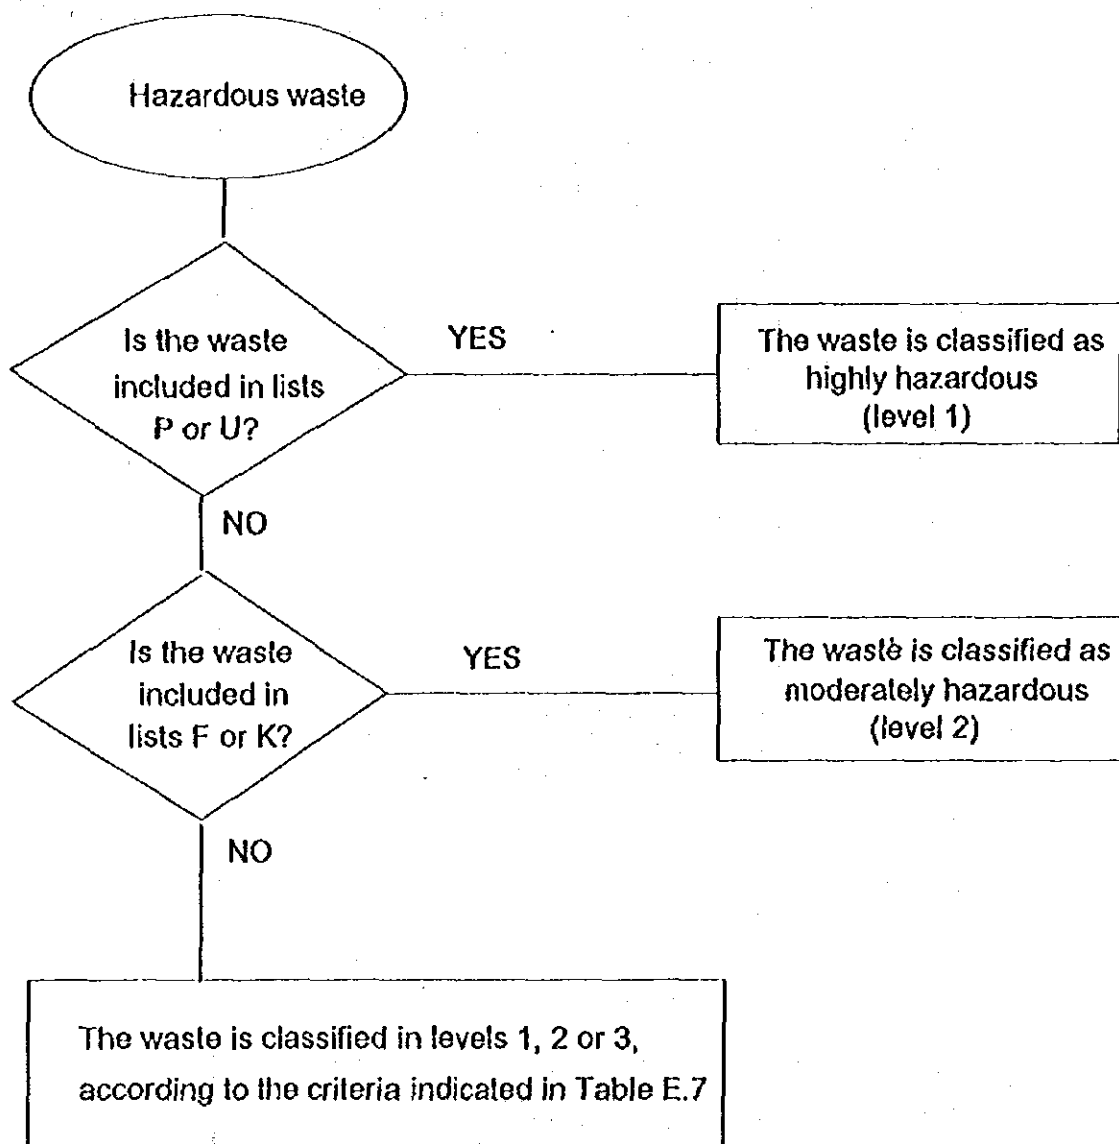 Hazardous waste
Is the waste
included in lists
P or U?
YES
The waste is classified as
highly hazardous
(level 1)
NO
Is the waste
included in
lists F or K?
YES
The waste is classified as
moderately hazardous
(level 2)
NO
The waste is classified in levels 1, 2 or 3,
according to the criteria indicated in Table E.7